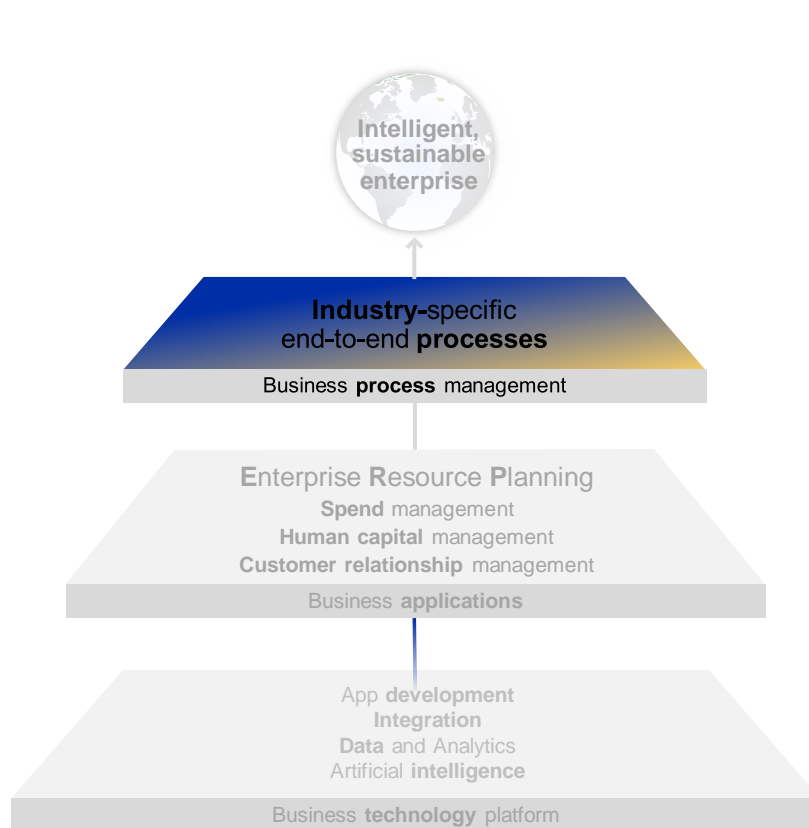 Intelligent,
sustainable
enterprise
Industry-specific
end-to-end processes
Business process management
Enterprise Resource Planning
Spend management
Human capital management
Customer relationship management
Business applications
App development
Integration
Data and Analytics
Artificial intelligence
Business technology platform